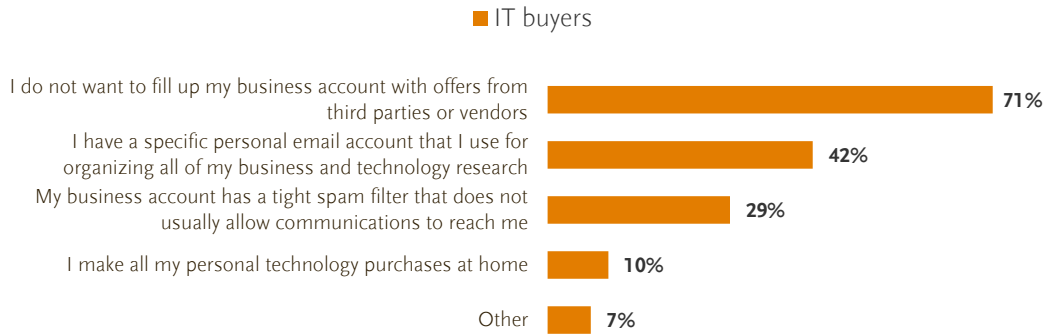 IT buyers
I do not want to fill up my business account with offers from
third parties or vendors
71%
I have a specific personal email account that I use for
organizing all of my business and technology research
42%
My business account has a tight spam filter that does not
usually allow communications to reach me
29%
I make all my personal technology purchases at home
10%
Other
7%